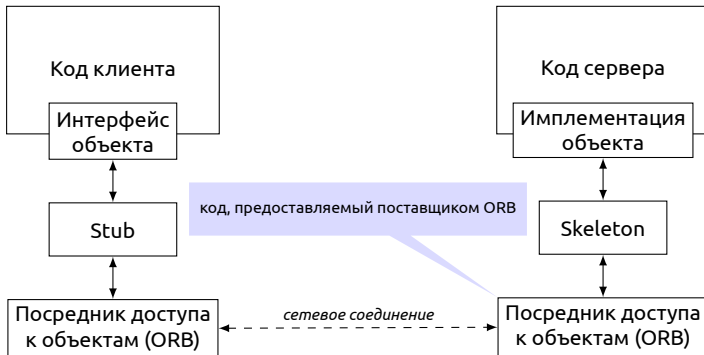 Код клиента
Интерфейс
объекта
Stub
Посредник доступа
к объектам (ORB)
код, предоставляемый поставщиком ORB
сетевое соединение
Код сервера
Имплементация
объекта
Skeleton
Посредник доступа
к объектам (ORB)